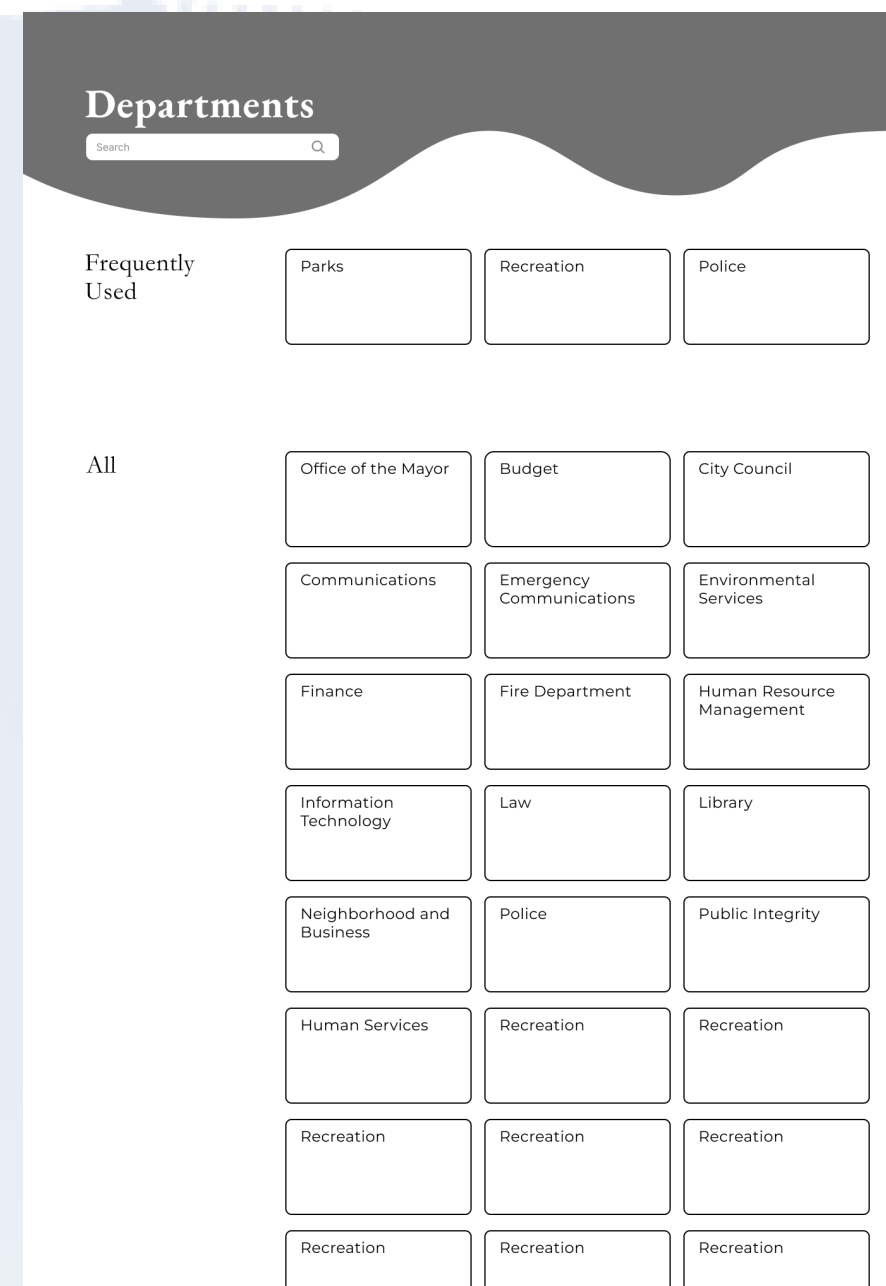 Departments
Search
Frequently
Used
Parks
Recreation
Police
All
Office of the Mayor
Budget
City Council
Communications
Emergency
Communications
Environmental
Services
Finance
Fire Department
Human Resource
Management
Information
Technology
Law
Library
Neighborhood and
Business
Police
Public Integrity
Human Services
Recreation
Recreation
Recreation
Recreation
Recreation
Recreation
Recreation
Recreation